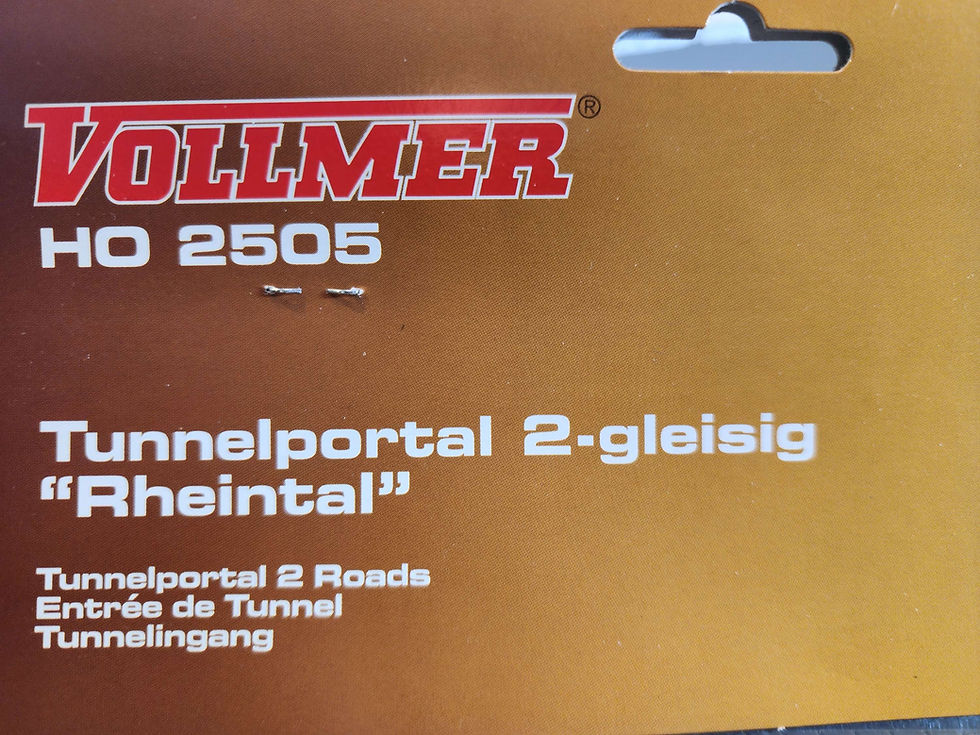 VOLLMER®
HO 2505
Tunnelportal 2-gleisig
“Rheintal”
Tunnelportal 2 Roads
Entrée de Tunnel
Tunnelingang